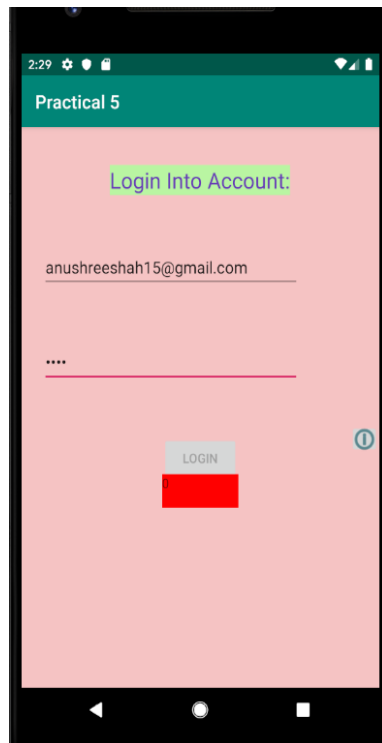 2:29
Practical 5
Login Into Account:
anushreeshah15@gmail.com
••••
LOGIN
0